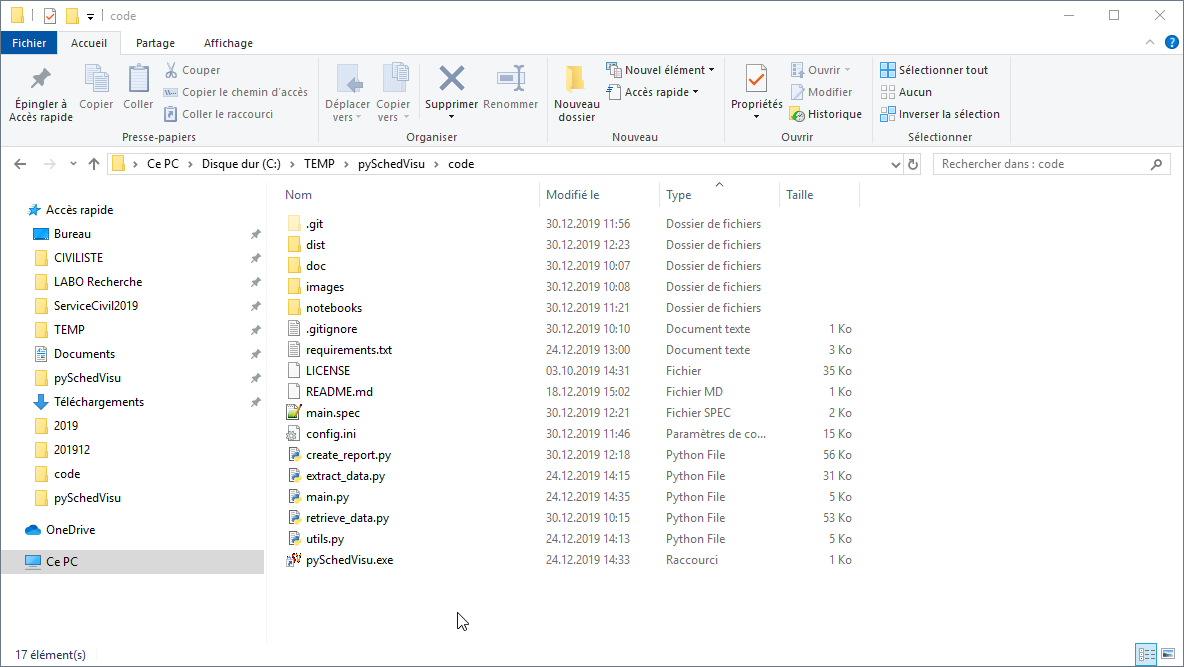 code
Fichier Accueil Partage Affichage
Épingler à Accès rapide
Copier
Coller
Couper
Copier le chemin d'accès
Coller le raccourci
Presse-papiers
Déplacer vers
Copier vers
Supprimer
Renommer
Organiser
Nouveau dossier
Nouvel élément
Accès rapide
Nouveau
Propriétés
Ouvrir
Modifier
Historique
Ouvrir
Sélectionner tout
Aucun
Inverser la sélection
Sélectionner
Ce PC > Disque dur (C:) > TEMP > pySchedVisu > code
Rechercher dans : code
Accès rapide
Bureau
CIVILISTE
LABO Recherche
ServiceCivil2019
TEMP
Documents
pySchedVisu
Téléchargements
2019
201912
code
pySchedVisu
OneDrive
Ce PC
Nom Modifié le Type Taille
.git 30.12.2019 11:56 Dossier de fichiers
dist 30.12.2019 12:23 Dossier de fichiers
doc 30.12.2019 10:07 Dossier de fichiers
images 30.12.2019 10:08 Dossier de fichiers
notebooks 30.12.2019 11:21 Dossier de fichiers
.gitignore 30.12.2019 10:10 Document texte 1 Ko
requirements.txt 24.12.2019 13:00 Document texte 3 Ko
LICENSE 03.10.2019 14:31 Fichier 35 Ko
README.md 18.12.2019 15:02 Fichier MD 1 Ko
main.spec 30.12.2019 12:21 Fichier SPEC 2 Ko
config.ini 30.12.2019 11:46 Paramètres de co... 15 Ko
create_report.py 30.12.2019 12:18 Python File 56 Ko
extract_data.py 24.12.2019 14:15 Python File 31 Ko
main.py 24.12.2019 14:35 Python File 5 Ko
retrieve_data.py 30.12.2019 10:15 Python File 53 Ko
utils.py 24.12.2019 14:13 Python File 5 Ko
pySchedVisu.exe 24.12.2019 14:33 Raccourci 1 Ko
17 élément(s)